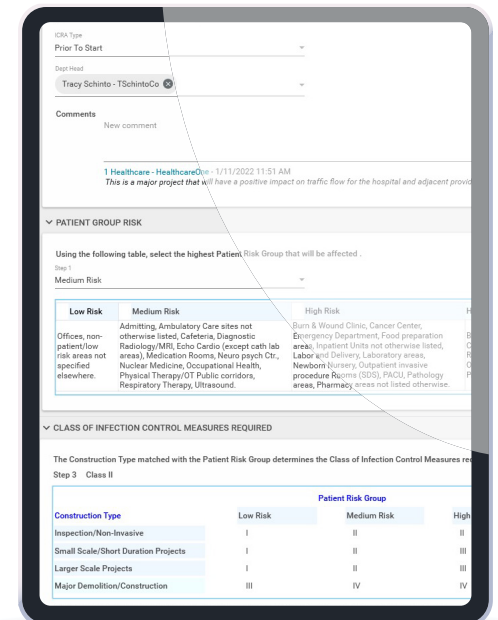 ICRA Type
Prior To Start
Dept Head
Tracy Schinto - TSchintoCo
Comments
New comment
1 Healthcare - HealthcareOne - 1/11/2022 11:51 AM
This is a major project that will have a positive impact on traffic flow for the hospital and adjacent provid
PATIENT GROUP RISK
Using the following table, select the highest Patient Risk Group that will be affected .
Step 1
Medium Risk
Low Risk Medium Risk High Risk H
Offices, non-
patient/low
risk areas not
specified
elsewhere.
Admitting, Ambulatory Care sites not
otherwise listed, Cafeteria, Diagnostic
Radiology/MRI, Echo Cardio (except cath lab
areas), Medication Rooms, Neuro psych Ctr.,
Nuclear Medicine, Occupational Health,
Physical Therapy/OT Public corridors,
Respiratory Therapy, Ultrasound.
Burn & Wound Clinic, Cancer Center,
Emergency Department, Food preparation
areas, Inpatient Units not otherwise listed,
Labor and Delivery, Laboratory areas,
Newborn Nursery, Outpatient invasive
procedure Rooms (SDS), PACU, Pathology
areas, Pharmacy areas not listed otherwise.
CLASS OF INFECTION CONTROL MEASURES REQUIRED
The Construction Type matched with the Patient Risk Group determines the Class of Infection Control Measures rec
Step 3 Class II
Patient Risk Group
Construction Type Low Risk Medium Risk High
Inspection/Non-Invasive I II II
Small Scale/Short Duration Projects I II III
Larger Scale Projects I II III
Major Demolition/Construction III IV IV